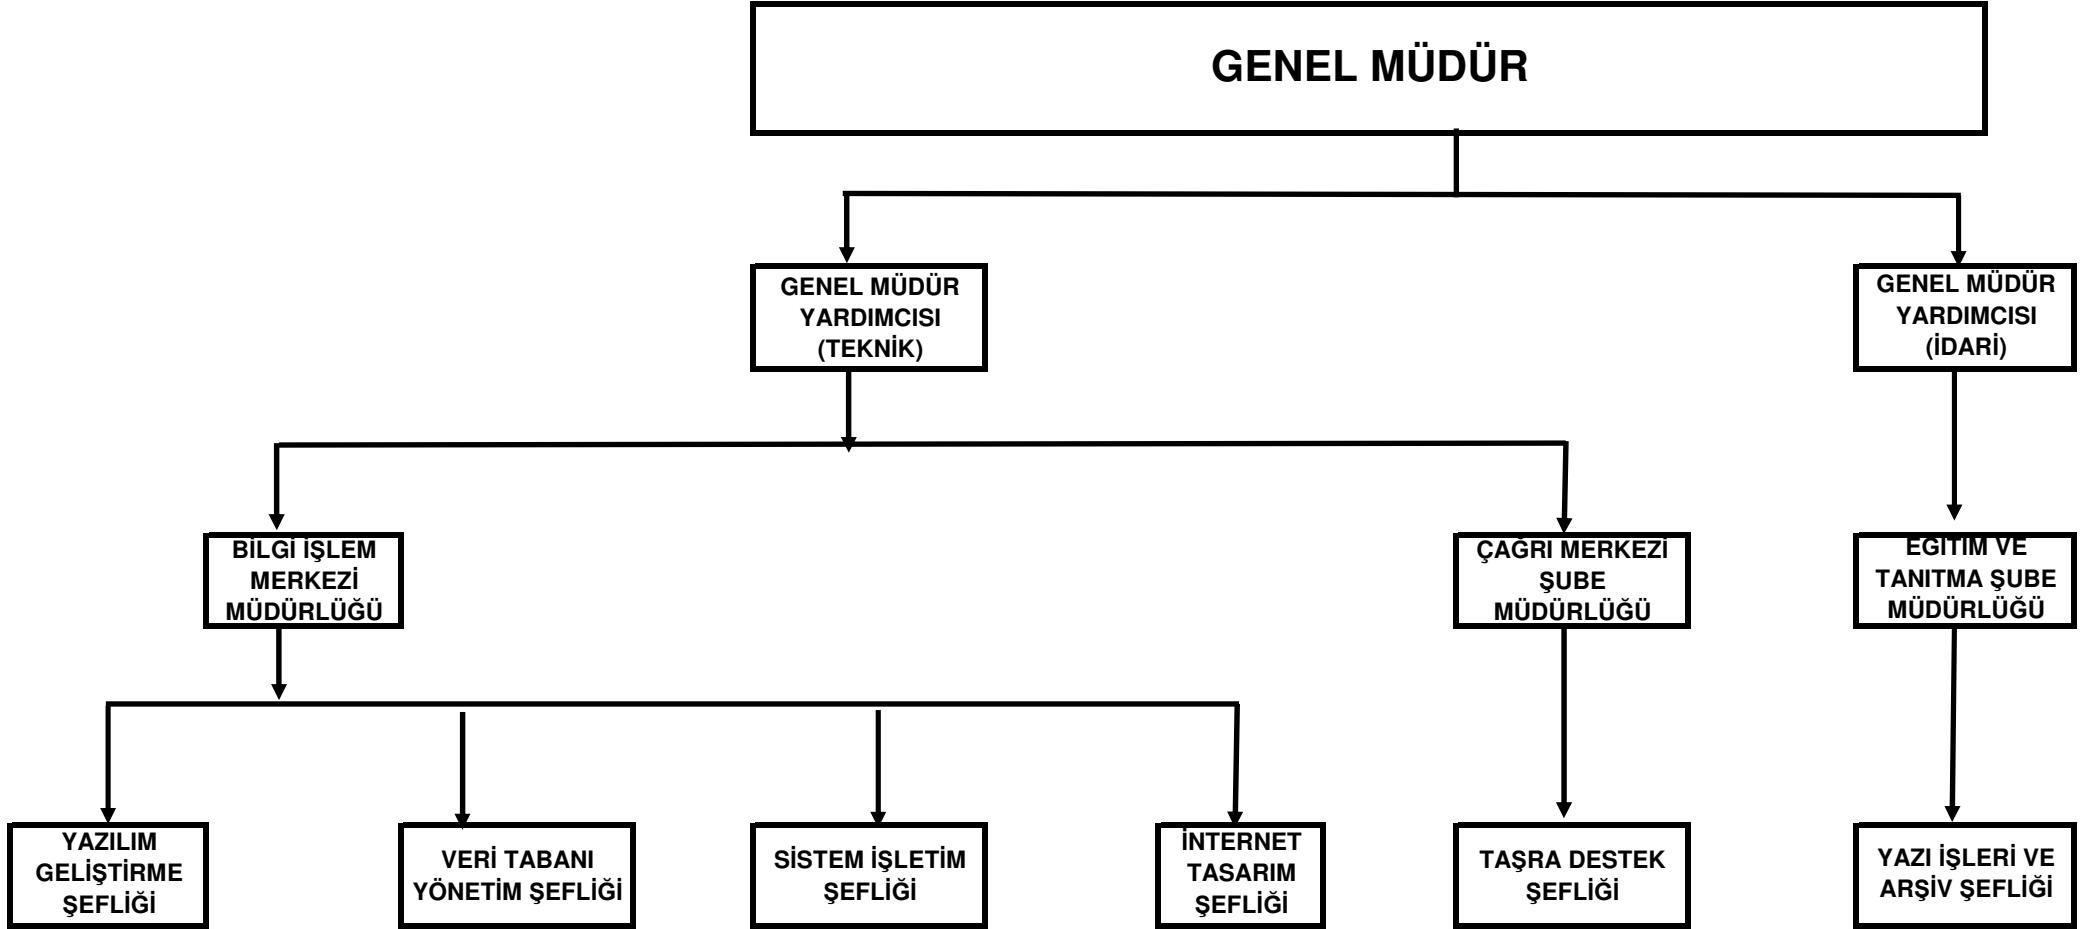 GENEL MÜDÜR
GENEL MÜDÜR
YARDIMCISI
(TEKNİK)
GENEL MÜDÜR
YARDIMCISI
(İDARİ)
BİLGİ İŞLEM
MERKEZİ
MÜDÜRLÜĞÜ
ÇAĞRI MERKEZİ
ŞUBE
MÜDÜRLÜĞÜ
EĞİTİM VE
TANITMA ŞUBE
MÜDÜRLÜĞÜ
YAZILIM
GELİŞTİRME
ŞEFLİĞİ
VERİ TABANI
YÖNETİM ŞEFLİĞİ
SİSTEM İŞLETİM
ŞEFLİĞİ
İNTERNET
TASARIM
ŞEFLİĞİ
TAŞRA DESTEK
ŞEFLİĞİ
YAZI İŞLERİ VE
ARŞİV ŞEFLİĞİ